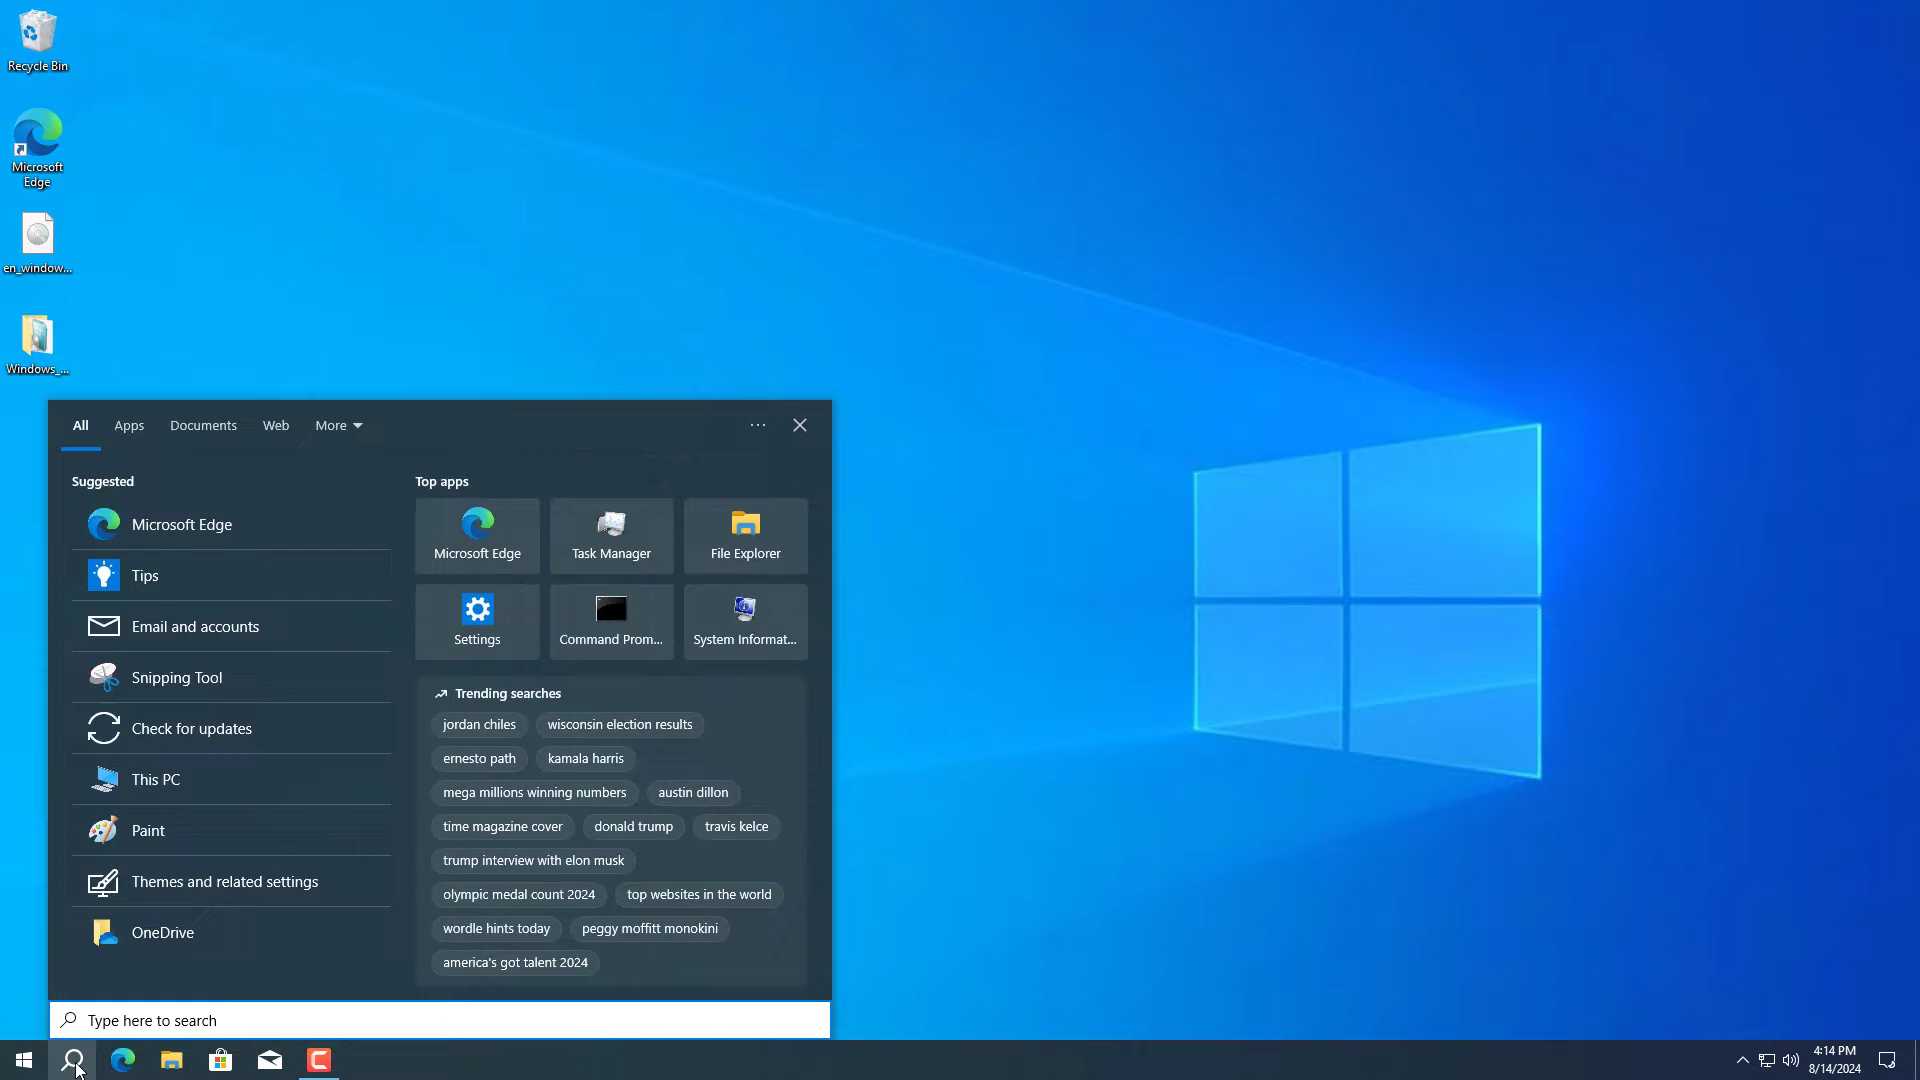 Recycle Bin
Microsoft
Edge
en_window...
Windows_...
All Apps Documents Web More
Suggested
Microsoft Edge
Tips
Email and accounts
Snipping Tool
Check for updates
This PC
Paint
Themes and related settings
OneDrive
Top apps
Microsoft Edge Task Manager File Explorer
Settings Command Prom... System Informat...
Trending searches
jordan chiles wisconsin election results
ernesto path kamala harris
mega millions winning numbers austin dillon
time magazine cover donald trump travis kelce
trump interview with elon musk
olympic medal count 2024 top websites in the world
wordle hints today peggy moffitt monokini
america's got talent 2024
Type here to search
4:14 PM
8/14/2024